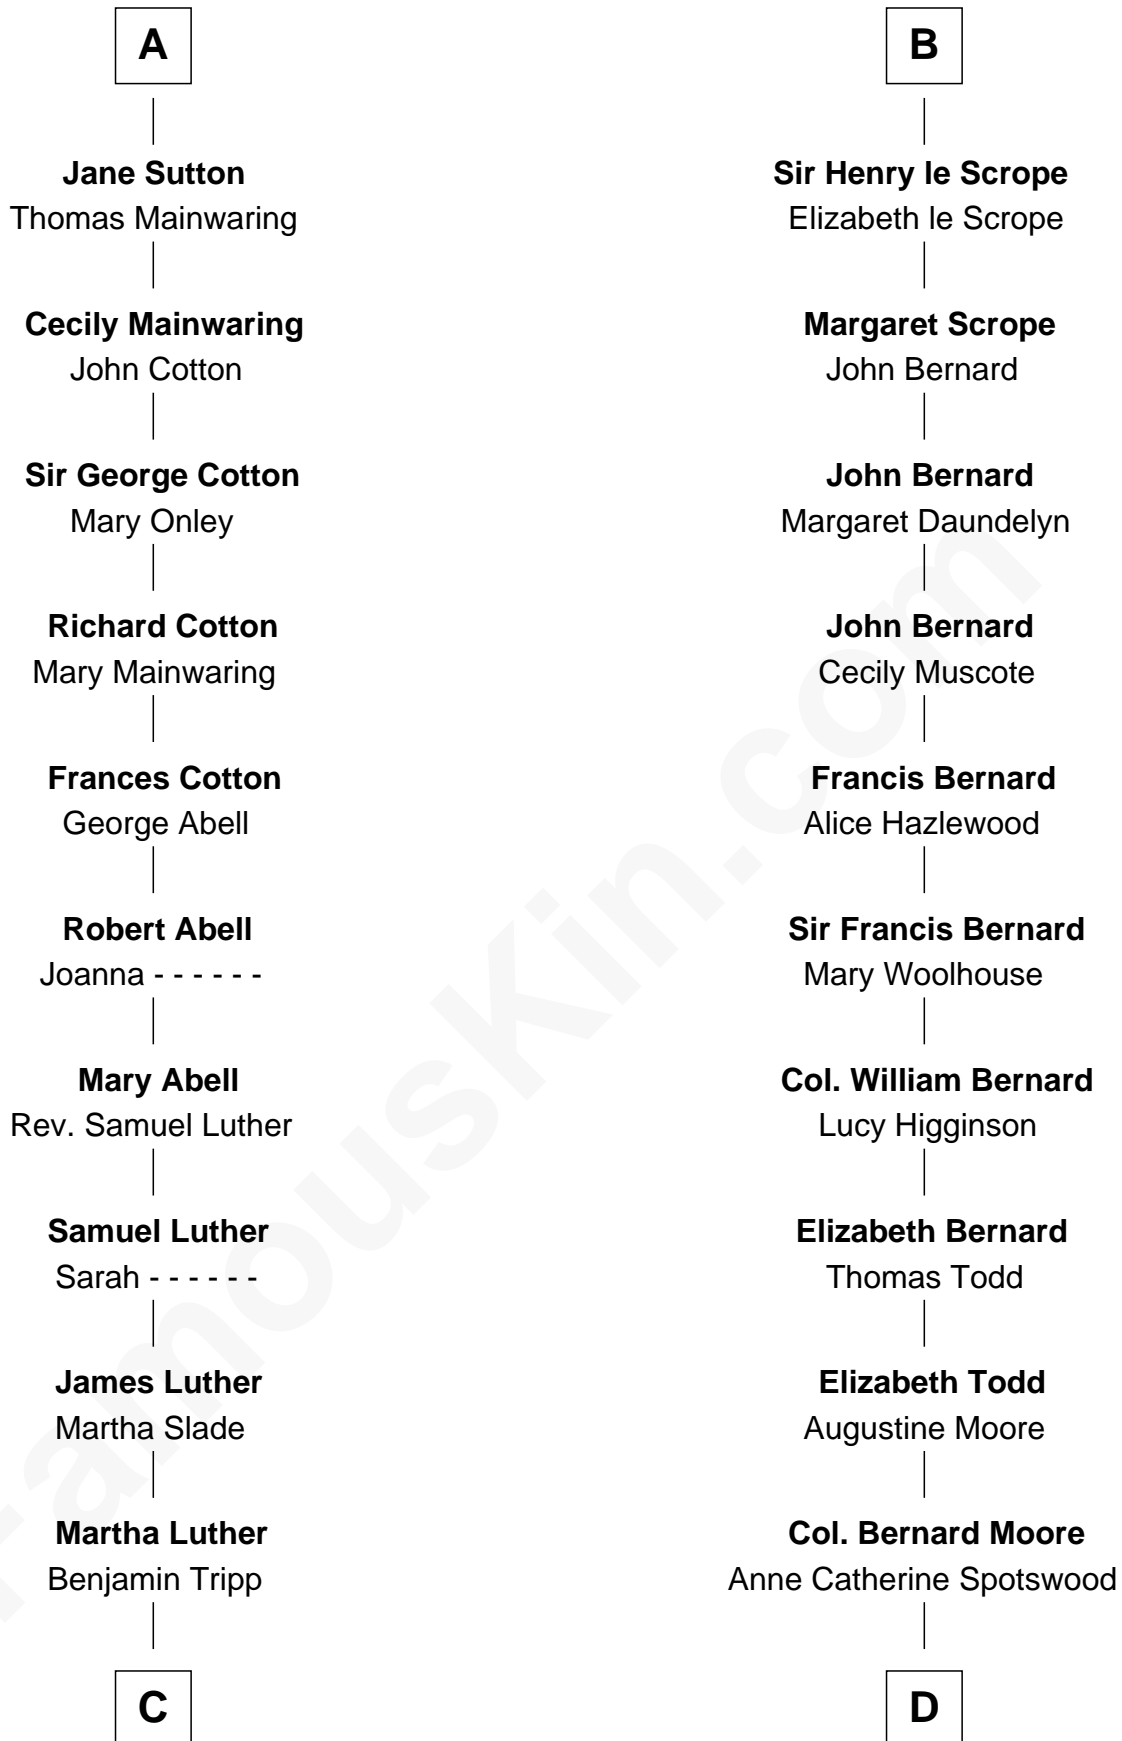 A
Jane Sutton
Thomas Mainwaring
Cecily Mainwaring
John Cotton
Sir George Cotton
Mary Onley
Richard Cotton
Mary Mainwaring
Frances Cotton
George Abell
Robert Abell
Joanna - - - - - -
Mary Abell
Rev. Samuel Luther
Samuel Luther
Sarah - - - - - -
James Luther
Martha Slade
Martha Luther
Benjamin Tripp
C
B
Sir Henry le Scrope
Elizabeth le Scrope
Margaret Scrope
John Bernard
John Bernard
Margaret Daundelyn
John Bernard
Cecily Muscote
Francis Bernard
Alice Hazlewood
Sir Francis Bernard
Mary Woolhouse
Col. William Bernard
Lucy Higginson
Elizabeth Bernard
Thomas Todd
Elizabeth Todd
Augustine Moore
Col. Bernard Moore
Anne Catherine Spotswood
D
FamousKin.com